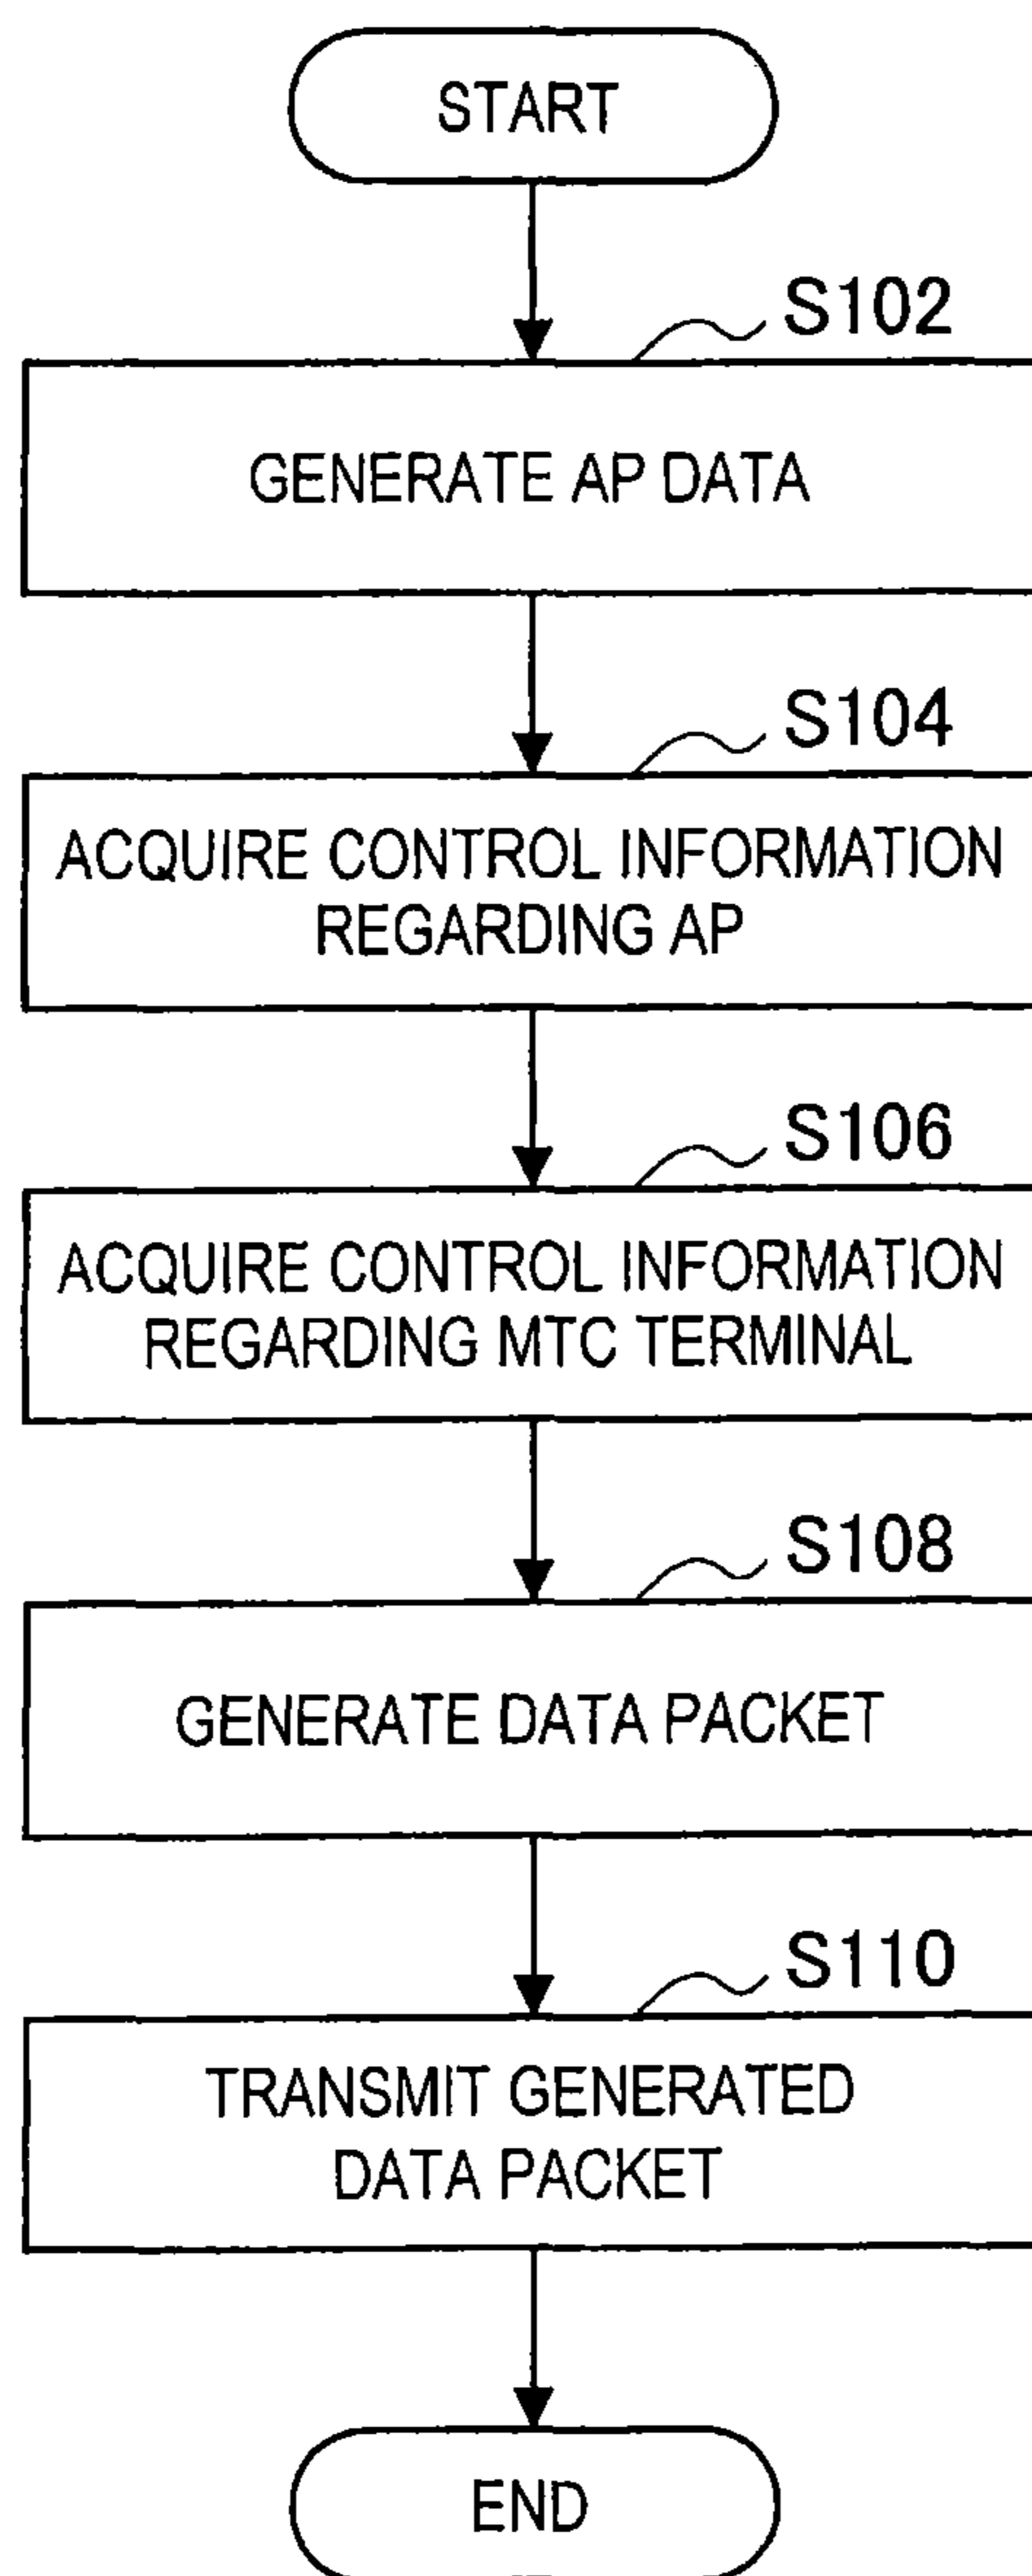 START
S102
GENERATE AP DATA
S104
ACQUIRE CONTROL INFORMATION
REGARDING AP
S106
ACQUIRE CONTROL INFORMATION
REGARDING MTC TERMINAL
S108
GENERATE DATA PACKET
S110
TRANSMIT GENERATED
DATA PACKET
END